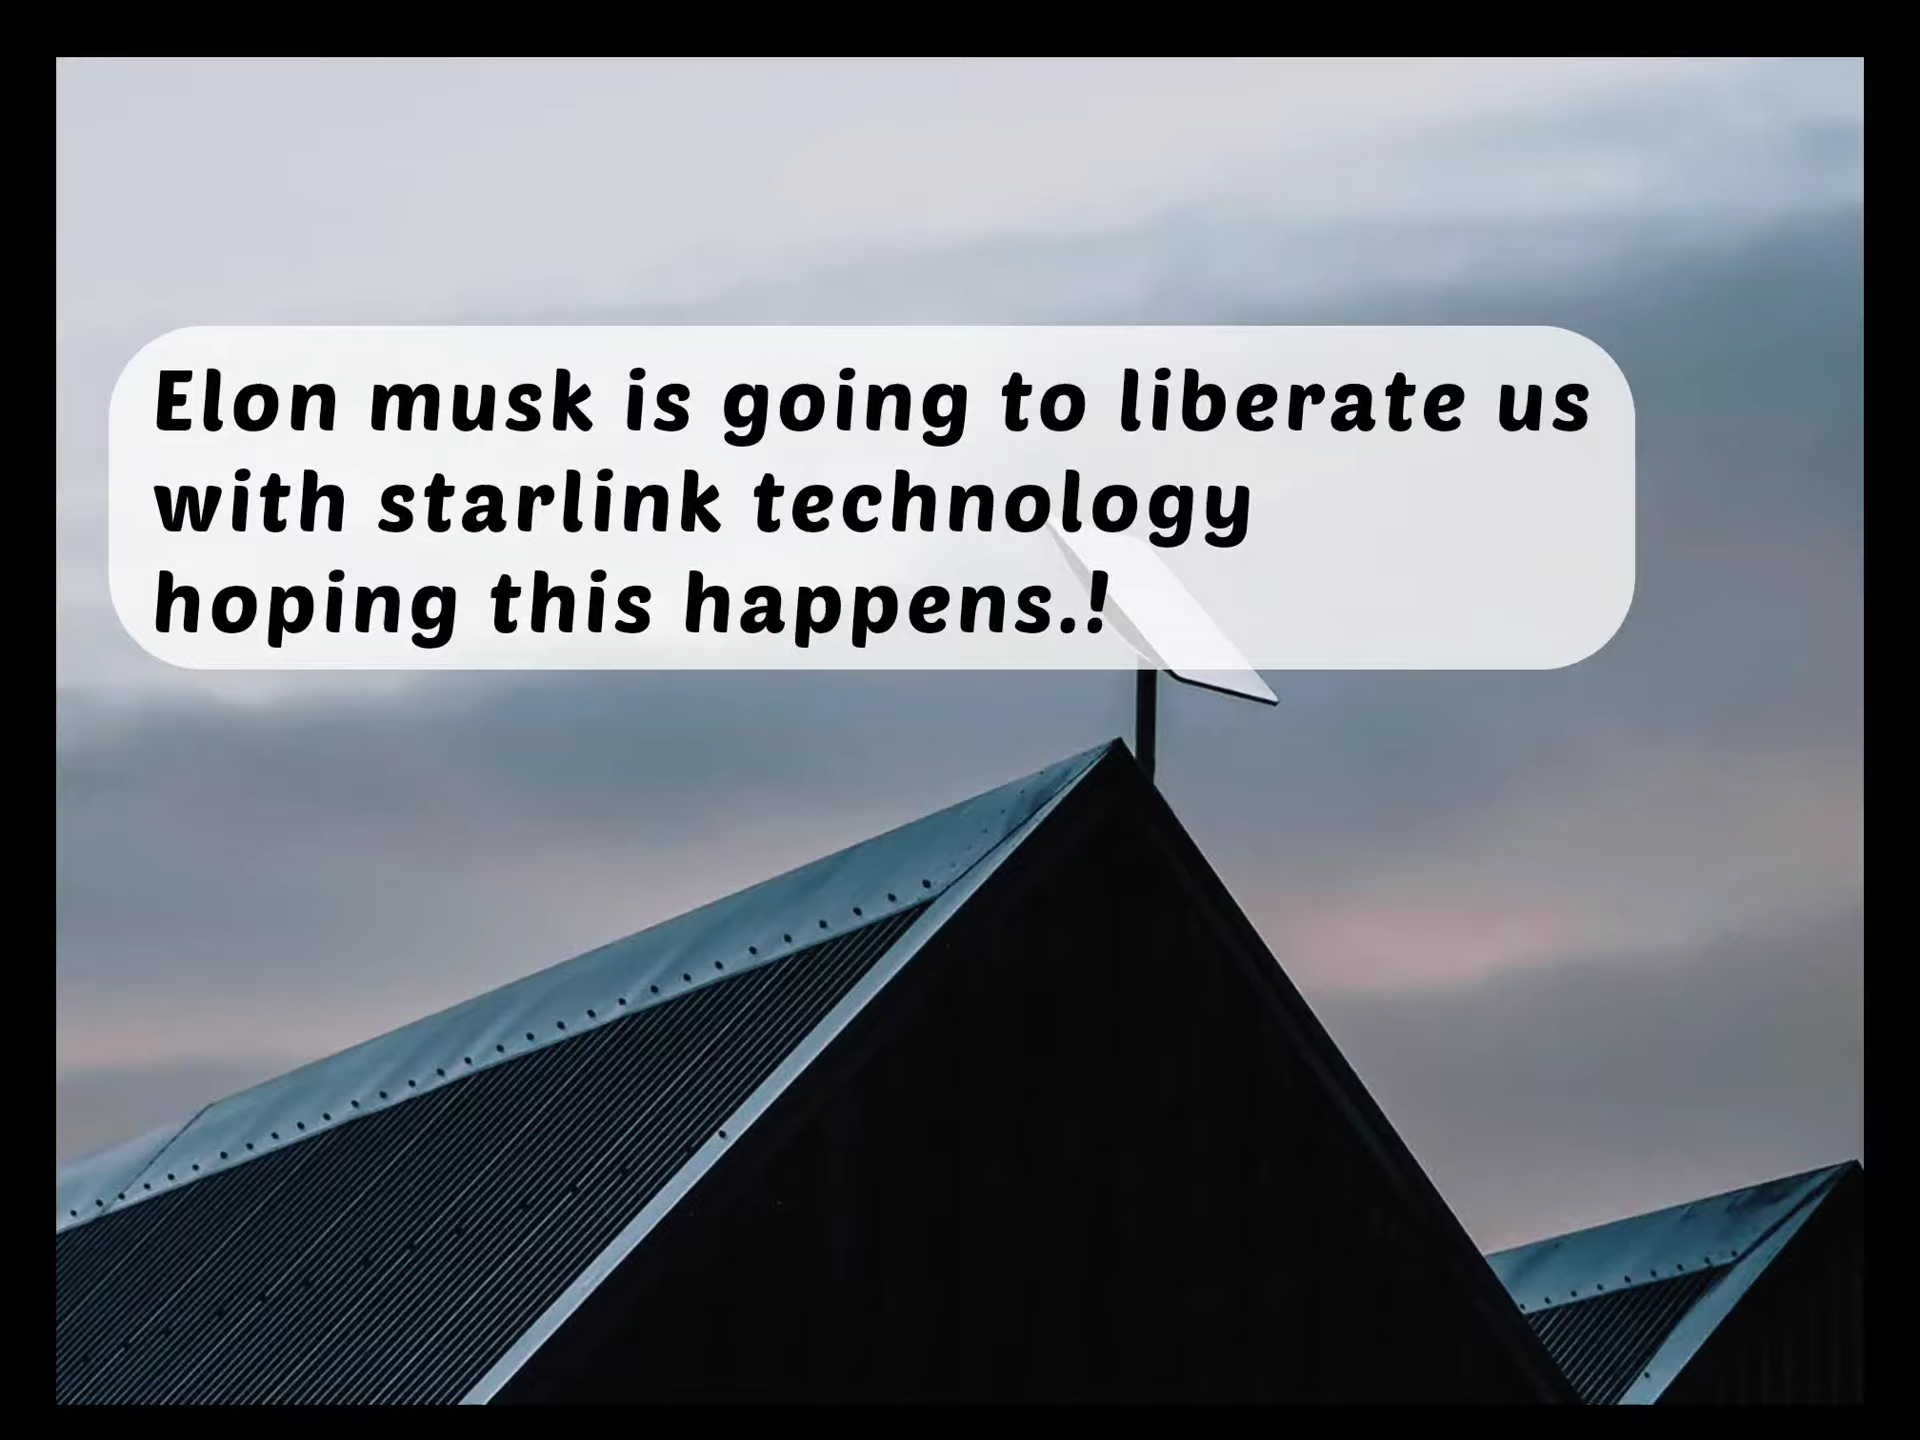 Elon musk is going to liberate us
with starlink technology
hoping this happens.!